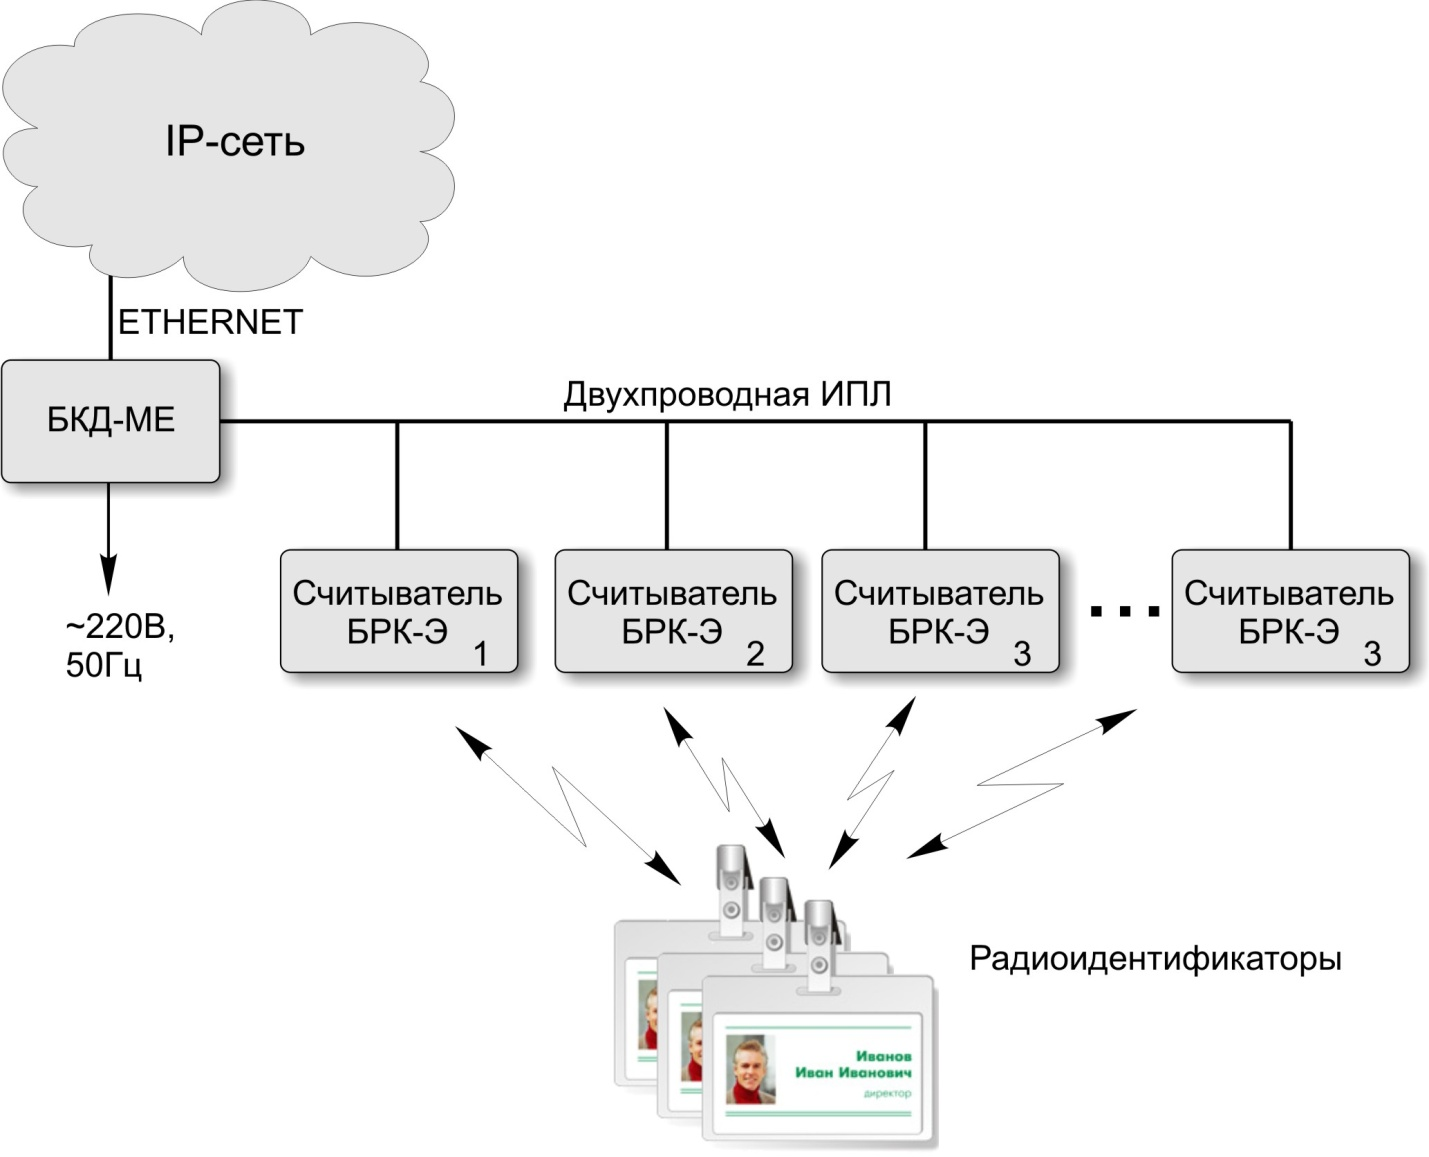 IP-сеть
ETHERNET
БКД-МЕ
Двухпроводная ИПЛ
~220В,
50Гц
Считыватель
БРК-Э
1
Считыватель
БРК-Э
2
Считыватель
БРК-Э
3
...
Считыватель
БРК-Э
3
Радиоидентификаторы
Иванов
Иван Иванович
директор